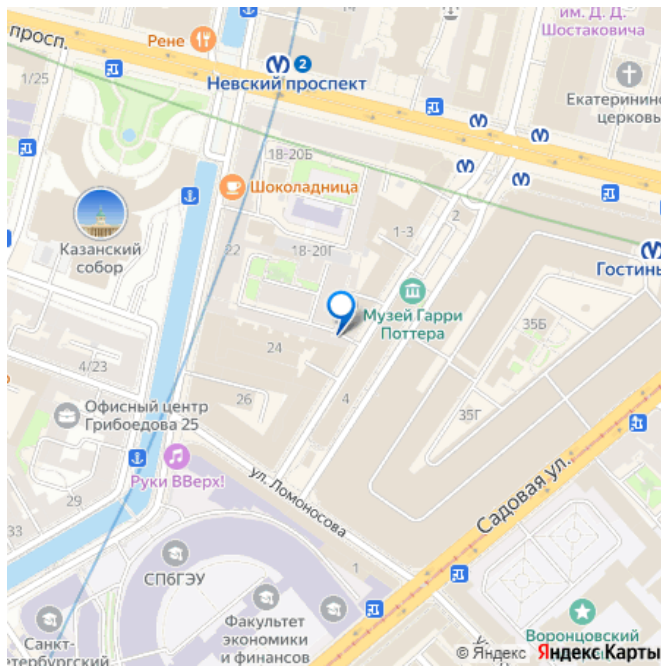 им. Д. Д.
Шостаковича
просп.
Рене
2
Невский проспект
1/25
Екатеринин
церковь
18-20Б
Шоколадница
2
1-3
Казанский
собор
22
18-20Г
Гостины
Музей Гарри
Поттера
35Б
24
4/23
26
4
35Г
Офисный центр
Грибоедова 25
Руки ВВерх!
ул. Ломоносова
Садовая ул.
29
33
СПбГЭУ
1
Факультет
экономики
и финансов
Санкт-
етербургский
Воронцовский
© Яндекс Яндекс Карты